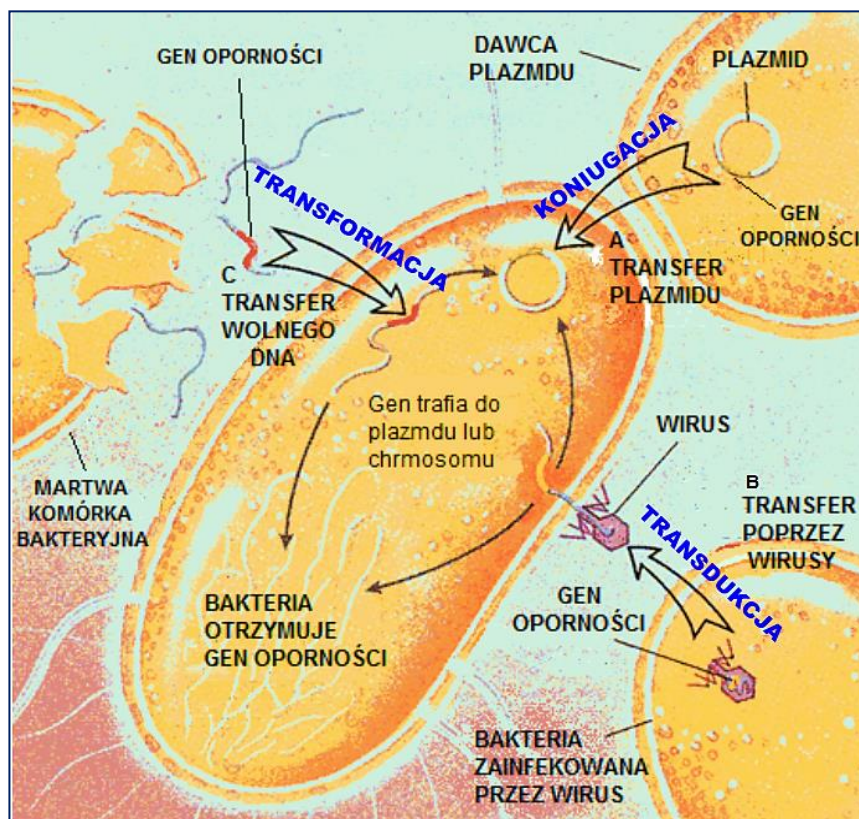 GEN OPORNOŚCI
DAWCA
PLAZMDU
PLAZMID
TRANSFORMACJA
KONIUGACJA
GEN
OPORNOŚCI
A
TRANSFER
PLAZMIDU
C
TRANSFER
WOLNEGO
DNA
Gen trafia do
plazmdu lub
chrmosomu
WIRUS
MARTWA
KOMÓRKA
BAKTERYJNA
B
TRANSFER
POPRZEZ
WIRUSY
TRANSDUKCJA
BAKTERIA
OTRZYMUJE
GEN OPORNOŚCI
GEN
OPORNOŚCI
BAKTERIA
ZAINFEKOWANA
PRZEZ WIRUS